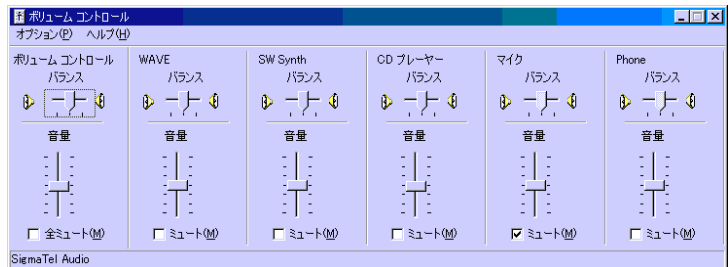 ボリューム コントロール
オプション(P) ヘルプ(H)
ボリューム コントロール WAVE SW Synth CD プレーヤー マイク Phone
バランス バランス バランス バランス バランス バランス
音量 音量 音量 音量 音量 音量
全ミュート(M) ミュート(M) ミュート(M) ミュート(M) ミュート(M) ミュート(M)
SigmaTel Audio